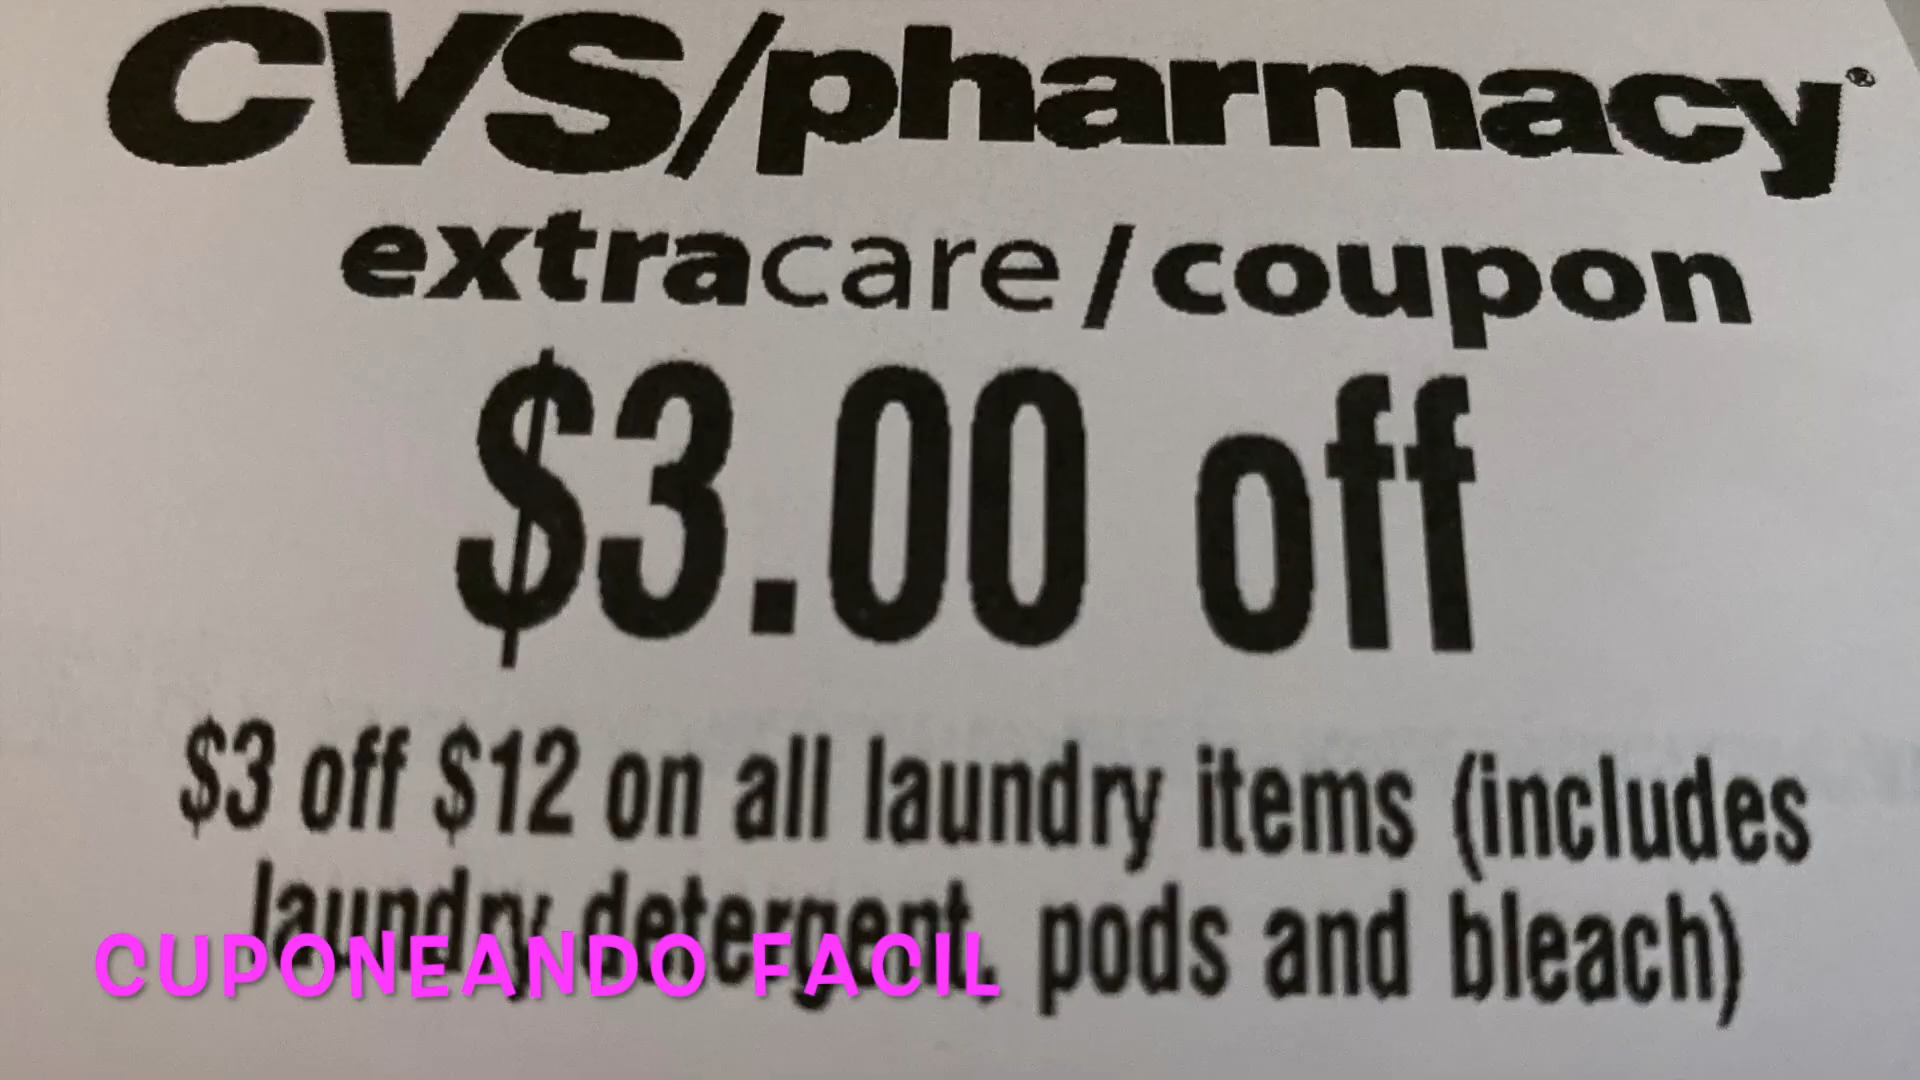 CVS/pharmacy®
extracare/coupon
$3.00 off
$3 off $12 on all laundry items (includes
laundry detergent, pods and bleach)
CUPONEANDO FACIL